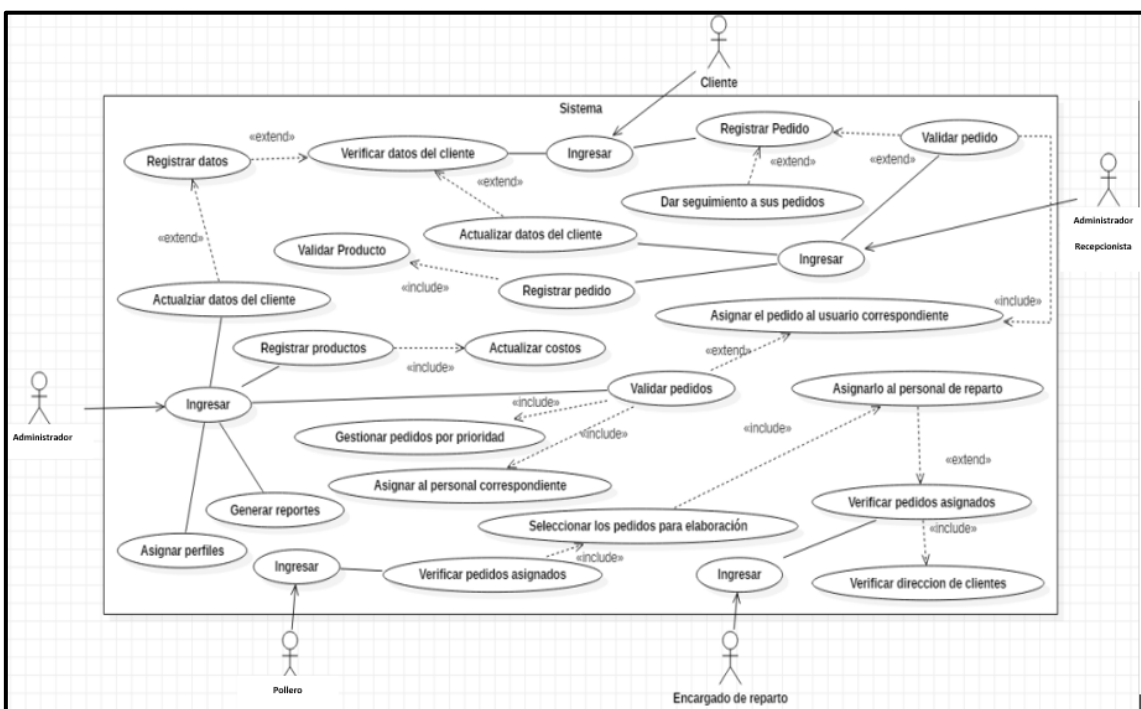 Cliente
Sistema
«extend»
Registrar Pedido
Validar pedido
Registrar datos
Verificar datos del cliente
Ingresar
«extend»
«extend»
«extend»
Dar seguimiento a sus pedidos
Administrador
Recepcionista
«extend»
Actualizar datos del cliente
Validar Producto
Ingresar
«include»
Registrar pedido
Actualziar datos del cliente
«include»
Asignar el pedido al usuario correspondiente
Registrar productos
Actualizar costos
«extend»
«include»
Administrador
Ingresar
Validar pedidos
Asignarlo al personal de reparto
«include»
Gestionar pedidos por prioridad
«include»
«include»
«extend»
Asignar al personal correspondiente
Generar reportes
Verificar pedidos asignados
Seleccionar los pedidos para elaboración
«include»
Asignar perfiles
Ingresar
«include»
Verificar pedidos asignados
Ingresar
Verificar direccion de clientes
Pollero
Encargado de reparto